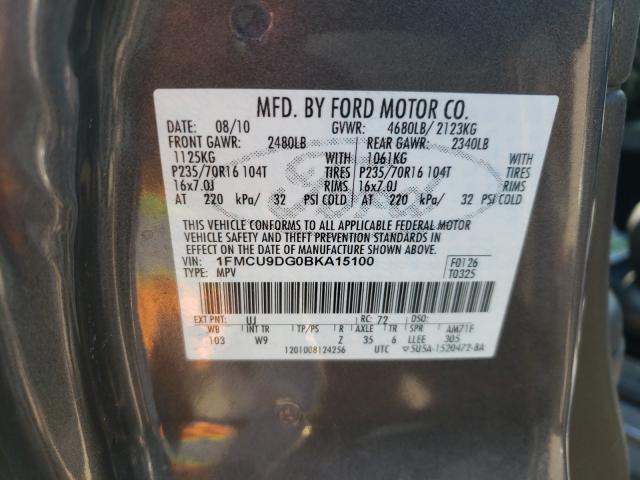 MFD. BY FORD MOTOR CO.
DATE: 08/10 GVWR: 4680LB/ 2123KG
FRONT GAWR: 2480LB REAR GAWR: 2340LB
1125KG WITH 1061KG WITH
P235/70R16 104T TIRES P235/70R16 104T TIRES
16x7.0J RIMS 16x7.0J RIMS
AT 220 kPa/ 32 PSI COLD AT 220 kPa/ 32 PSI COLD
THIS VEHICLE CONFORMS TO ALL APPLICABLE FEDERAL MOTOR
VEHICLE SAFETY AND THEFT PREVENTION STANDARDS IN
EFFECT ON THE DATE OF MANUFACTURE SHOWN ABOVE.
VIN: 1FMCU9DG0BKA15100 F0126
TYPE: MPV T0325
EXT PNT: UJ RC: 72 DSO:
WB INT TR TP/PS R AXLE TR SPR AM71F
103 W9 Z 35 6 LLEE 305
1201008124256 UTC 5U5A-1520472-BA